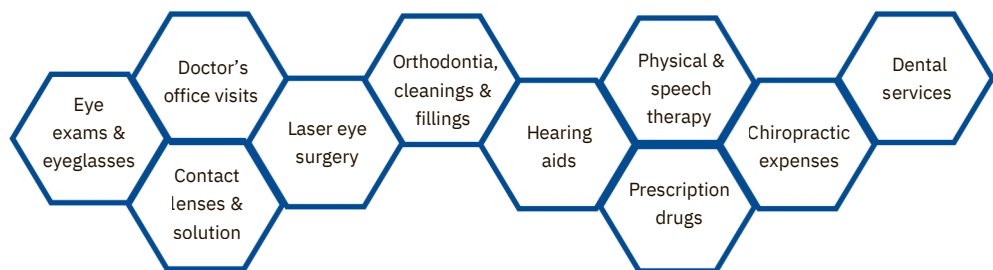 Eye
exams &
eyeglasses
Doctor’s
office visits
Contact
lenses &
solution
Laser eye
surgery
Orthodontia,
cleanings &
fillings
Hearing
aids
Physical &
speech
therapy
Prescription
drugs
Chiropractic
expenses
Dental
services